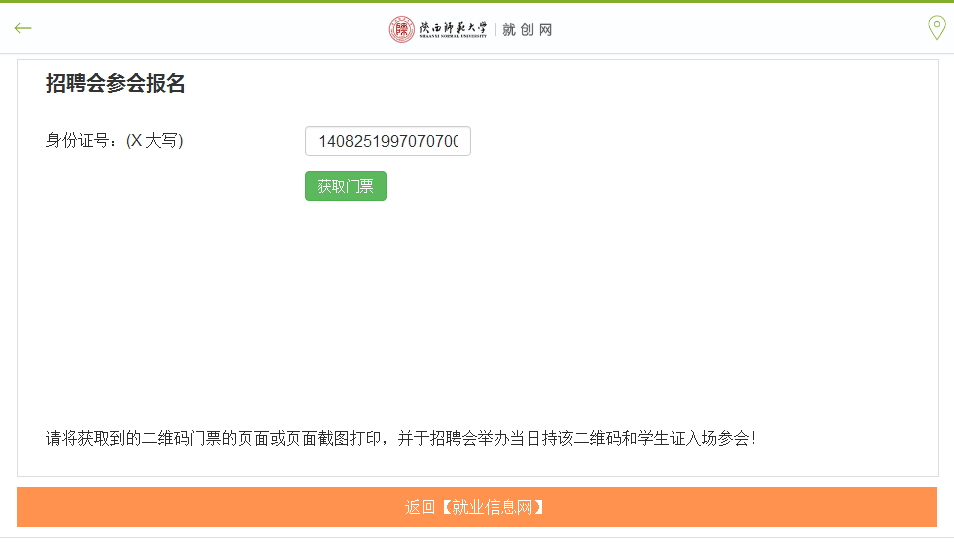 陕西师范大学 就创网
SHAANXI NORMAL UNIVERSITY
招聘会参会报名
身份证号：(X 大写) 140825199707070
获取门票
请将获取到的二维码门票的页面或页面截图打印，并于招聘会举办当日持该二维码和学生证入场参会！
返回【就业信息网】